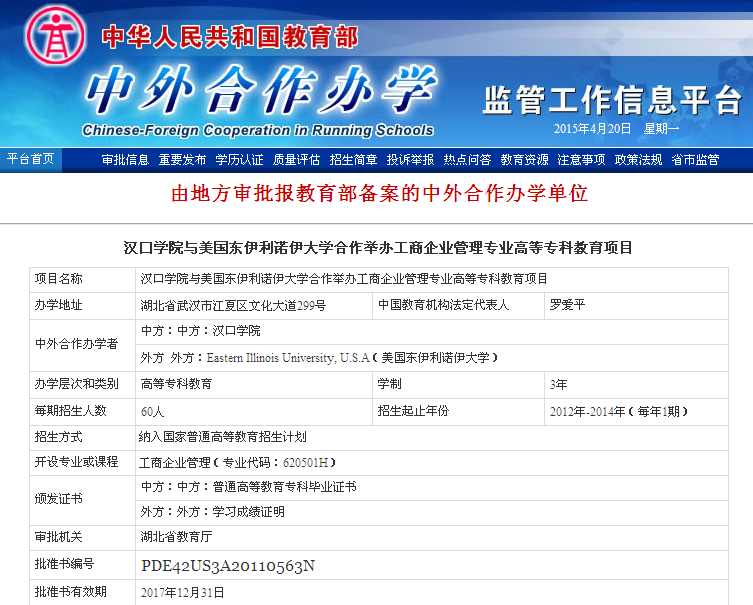 中华人民共和国教育部
中外合作办学
监管工作信息平台
Chinese-Foreign Cooperation in Running Schools
2015年4月20日 星期一
平台首页 审批信息 重要发布 学历认证 质量评估 招生简章 投诉举报 热点问答 教育资源 注意事项 政策法规 省市监管
由地方审批报教育部备案的中外合作办学单位
汉口学院与美国东伊利诺伊大学合作举办工商企业管理专业高等专科教育项目
项目名称 汉口学院与美国东伊利诺伊大学合作举办工商企业管理专业高等专科教育项目
办学地址 湖北省武汉市江夏区文化大道299号 中国教育机构法定代表人 罗爱平
中外合作办学者 中方：中方：汉口学院
外方 外方：Eastern Illinois University, U.S.A（美国东伊利诺伊大学）
办学层次和类别 高等专科教育 学制 3年
每期招生人数 60人 招生起止年份 2012年-2014年（每年1期）
招生方式 纳入国家普通高等教育招生计划
开设专业或课程 工商企业管理（专业代码：620501H）
颁发证书 中方：中方：普通高等教育专科毕业证书
外方：外方：学习成绩证明
审批机关 湖北省教育厅
批准书编号 PDE42US3A20110563N
批准书有效期 2017年12月31日